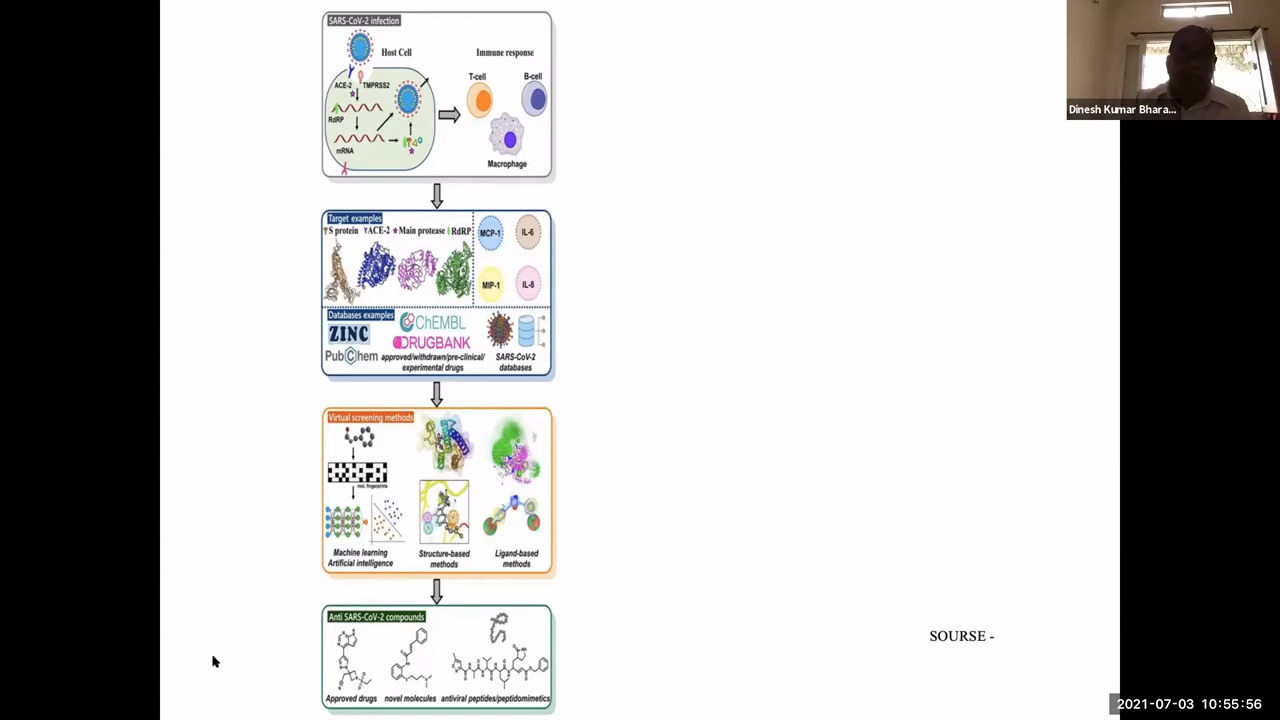 SARS-CoV-2 infection
Host Cell
Immune response
ACE-2
TMPRSS2
T-cell
B-cell
RdRP
mRNA
Macrophage
Target examples
S protein ACE-2 Main protease RdRP
MCP-1
IL-6
MIP-1
IL-8
Databases examples
ZINC
ChEMBL
DRUGBANK
PubChem
approved/withdrawn/pre-clinical/
experimental drugs
SARS-CoV-2
databases
Virtual screening methods
mol. fingerprints
Machine learning
Artificial intelligence
Structure-based
methods
Ligand-based
methods
Anti SARS-CoV-2 compounds
Approved drugs
novel molecules
antiviral peptides/peptidomimetics
SOURSE -
Dinesh Kumar Bhara...
2021-07-03 10:55:56